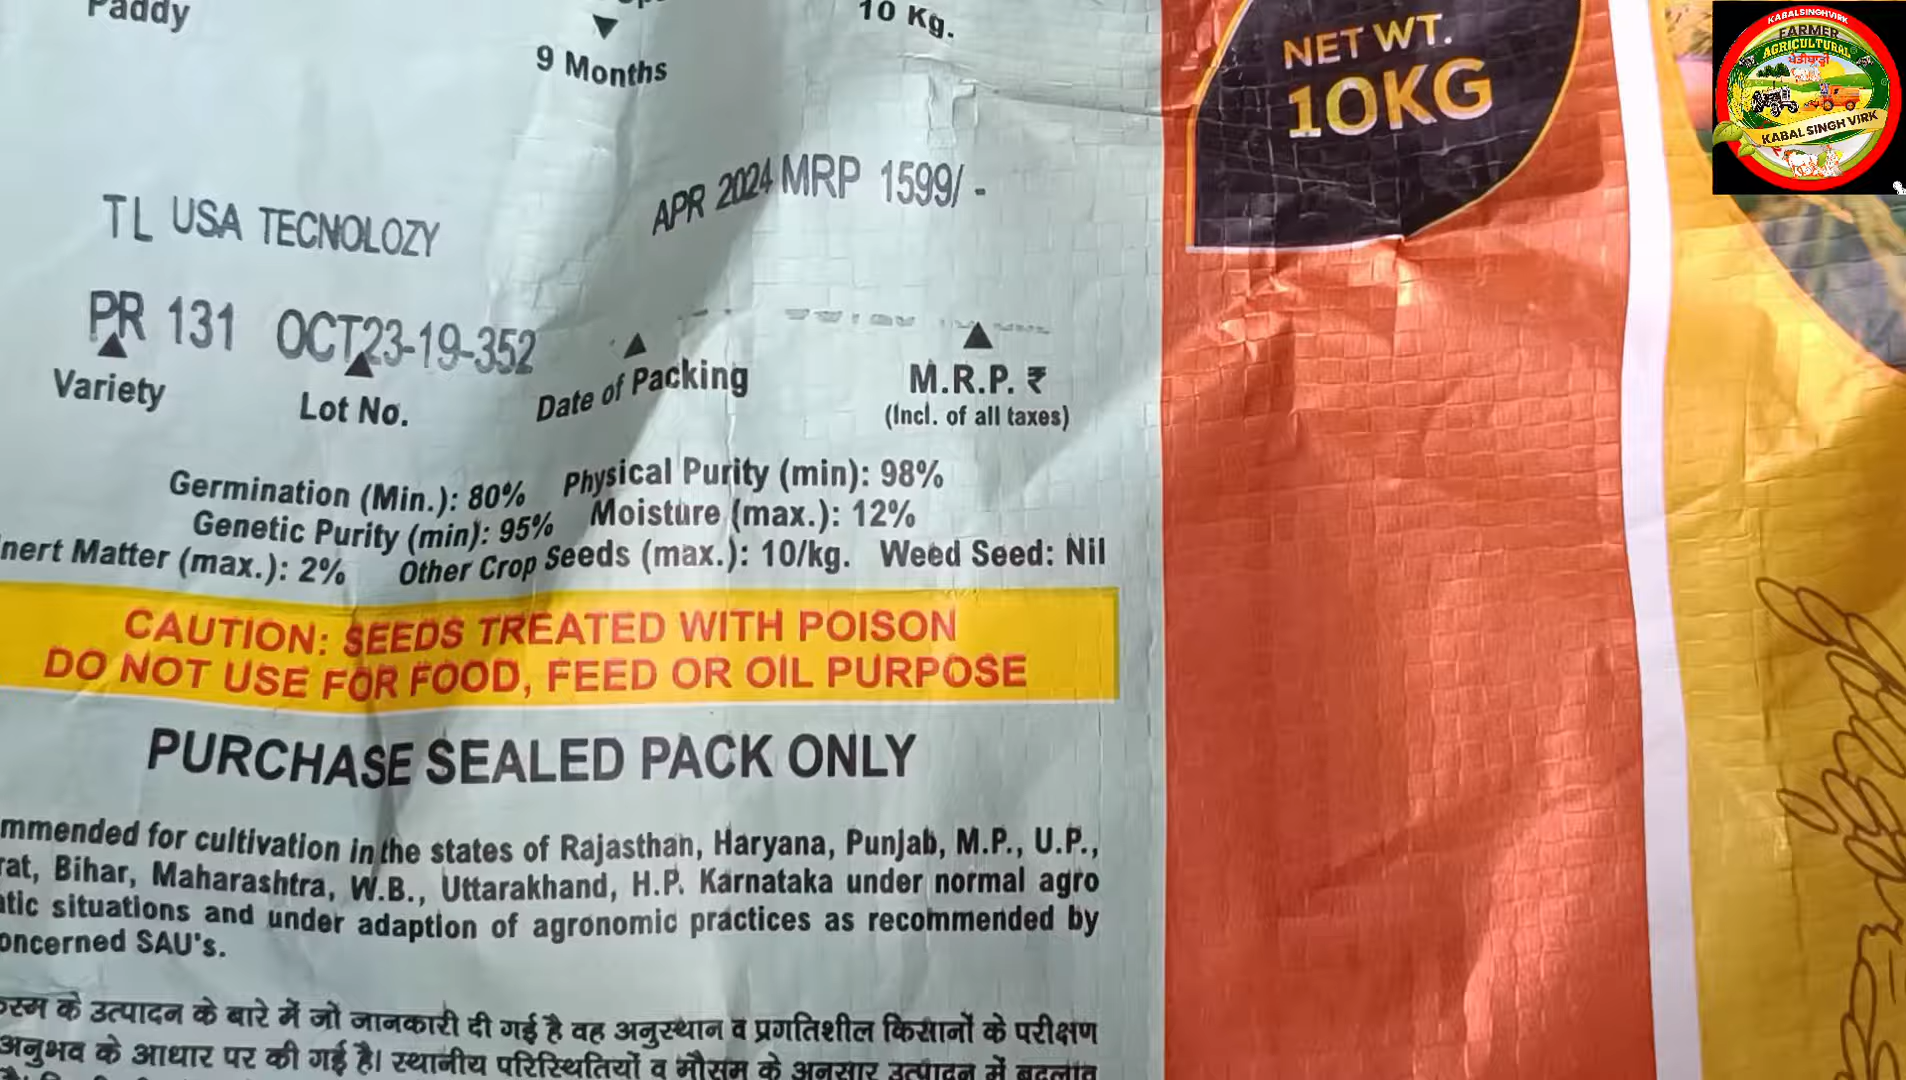 Paddy
10 Kg.
9 Months
NET WT.
10KG
TL USA TECNOLOZY
APR 2024 MRP 1599/-
PR 131 OCT23-19-352
Variety
Lot No.
Date of Packing
M.R.P. ₹
(Incl. of all taxes)
Germination (Min.): 80% Physical Purity (min): 98%
Genetic Purity (min): 95% Moisture (max.): 12%
nert Matter (max.): 2% Other Crop Seeds (max.): 10/kg. Weed Seed: Nil
CAUTION: SEEDS TREATED WITH POISON
DO NOT USE FOR FOOD, FEED OR OIL PURPOSE
PURCHASE SEALED PACK ONLY
mmended for cultivation in the states of Rajasthan, Haryana, Punjab, M.P., U.P.,
rat, Bihar, Maharashtra, W.B., Uttarakhand, H.P. Karnataka under normal agro
atic situations and under adaption of agronomic practices as recommended by
oncerned SAU's.
के उत्पादन के बारे में जो जानकारी दी गई है वह अनुस्थान व प्रगतिशील किसानों के परीक्षण
अनुभव के आधार पर की गई है। स्थानीय परिस्थितियों व मौसम के अनुसार उत्पादन में बदलाव
KABALSINGHVIRK
FARMER
AGRICULTURAL
ਖੇਤੀਬਾੜੀ
KABAL SINGH VIRK